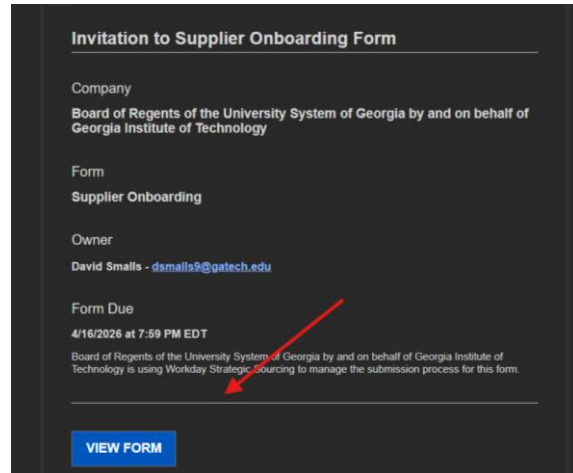 Invitation to Supplier Onboarding Form
Company
Board of Regents of the University System of Georgia by and on behalf of
Georgia Institute of Technology
Form
Supplier Onboarding
Owner
David Smalls - dsmalls9@gatech.edu
Form Due
4/16/2026 at 7:59 PM EDT
Board of Regents of the University System of Georgia by and on behalf of Georgia Institute of
Technology is using Workday Strategic Sourcing to manage the submission process for this form.
VIEW FORM